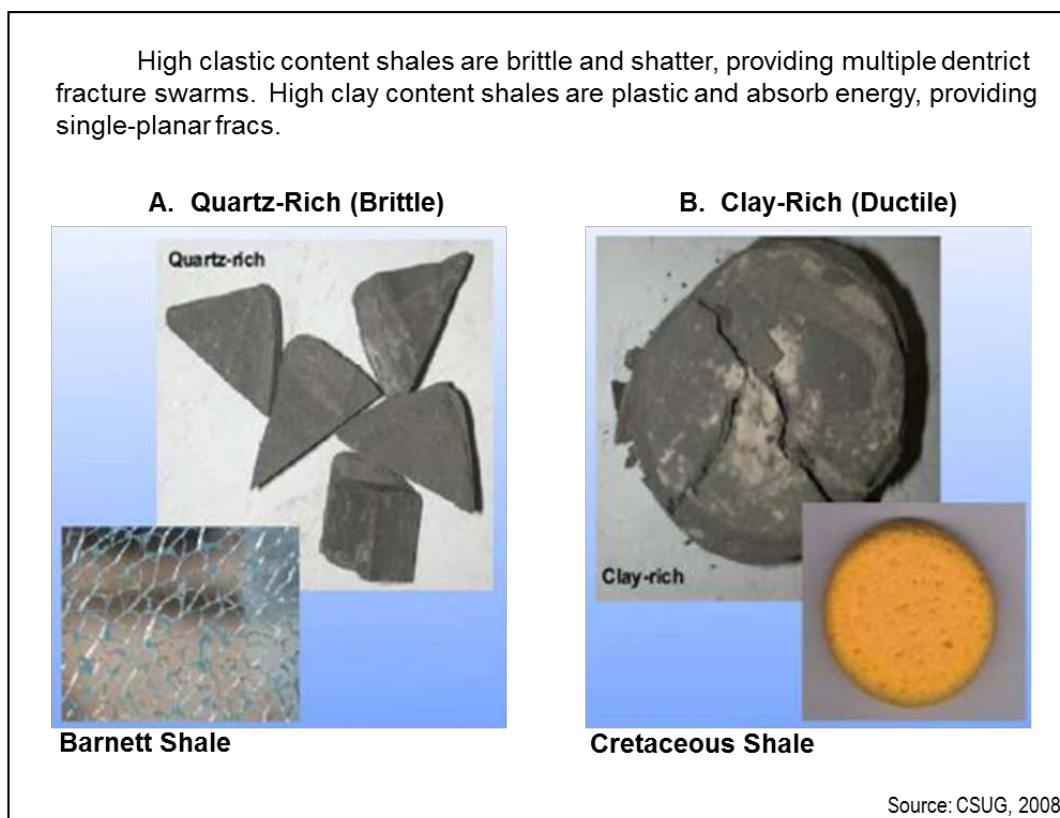 High clastic content shales are brittle and shatter, providing multiple dentrict
fracture swarms. High clay content shales are plastic and absorb energy, providing
single-planar fracs.
A. Quartz-Rich (Brittle)
B. Clay-Rich (Ductile)
Quartz-rich
Clay-rich
Barnett Shale
Cretaceous Shale
Source: CSUG, 2008